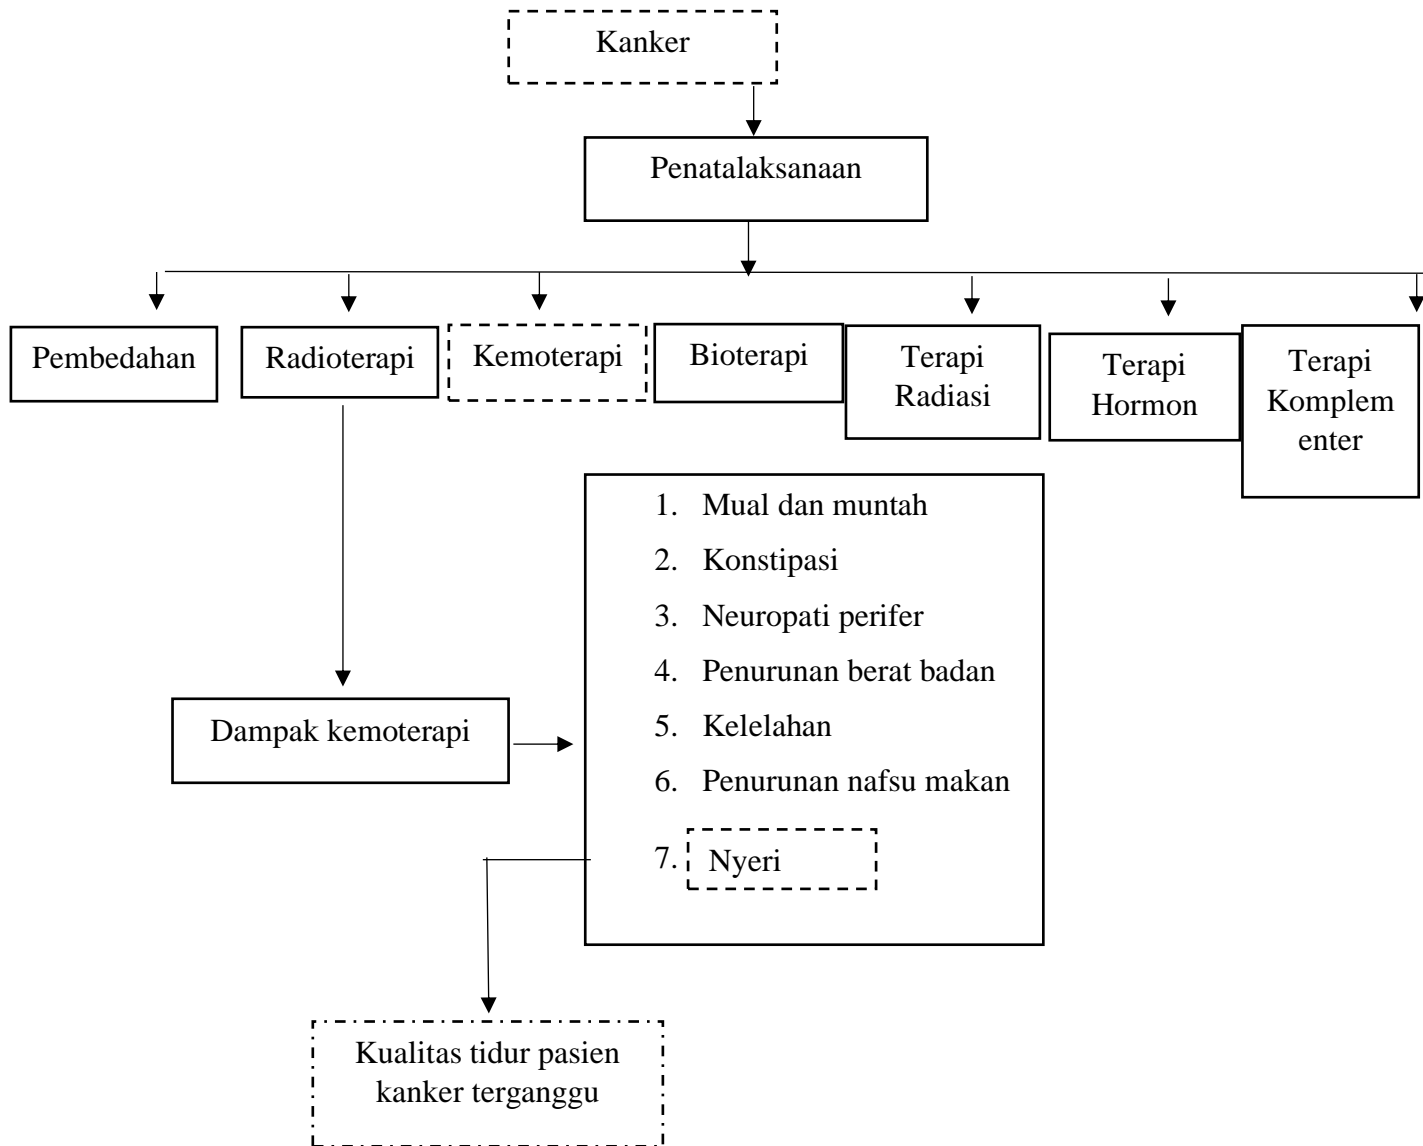 Kanker
Penatalaksanaan
Pembedahan
Radioterapi
Kemoterapi
Bioterapi
Terapi
Radiasi
Terapi
Hormon
Terapi
Komplem
enter
1. Mual dan muntah
2. Konstipasi
3. Neuropati perifer
4. Penurunan berat badan
5. Kelelahan
6. Penurunan nafsu makan
7. Nyeri
Dampak kemoterapi
Kualitas tidur pasien
kanker terganggu